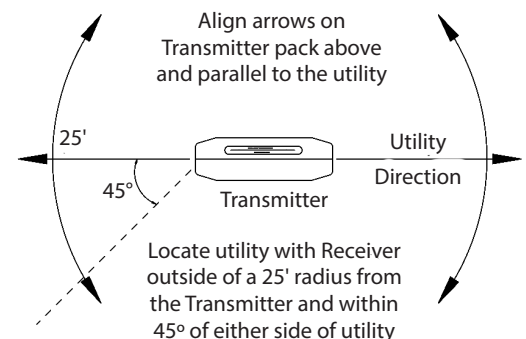 Align arrows on
Transmitter pack above
and parallel to the utility
25'
Utility
45°
Direction
Transmitter
Locate utility with Receiver
outside of a 25' radius from
the Transmitter and within
45º of either side of utility